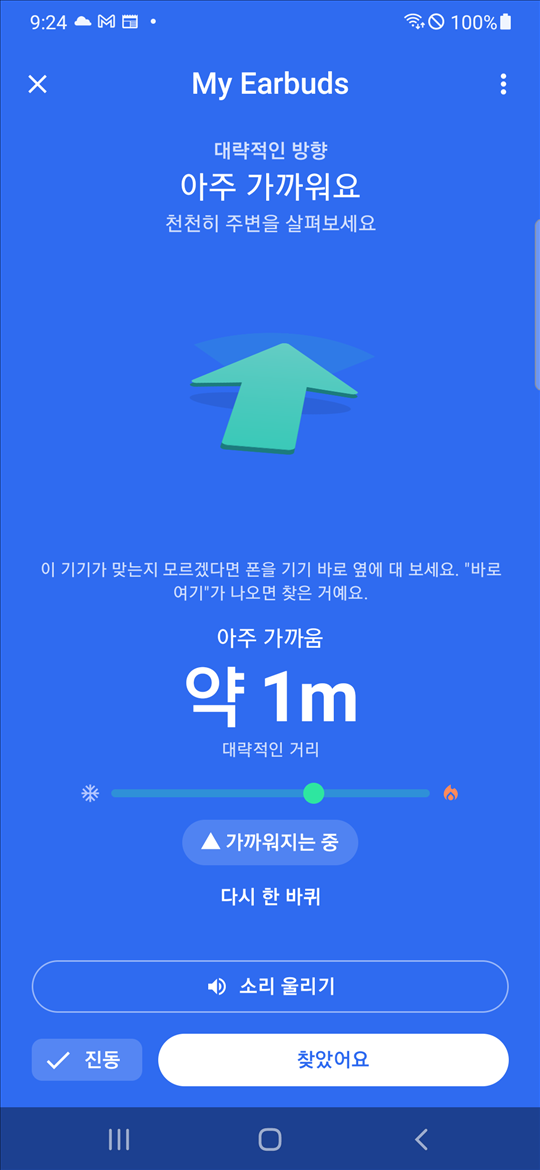 9:24
100%
My Earbuds
대략적인 방향
아주 가까워요
천천히 주변을 살펴보세요
이 기기가 맞는지 모르겠다면 폰을 기기 바로 옆에 대 보세요. "바로
여기"가 나오면 찾은 거예요.
아주 가까움
약 1m
대략적인 거리
가까워지는 중
다시 한 바퀴
소리 울리기
진동
찾았어요